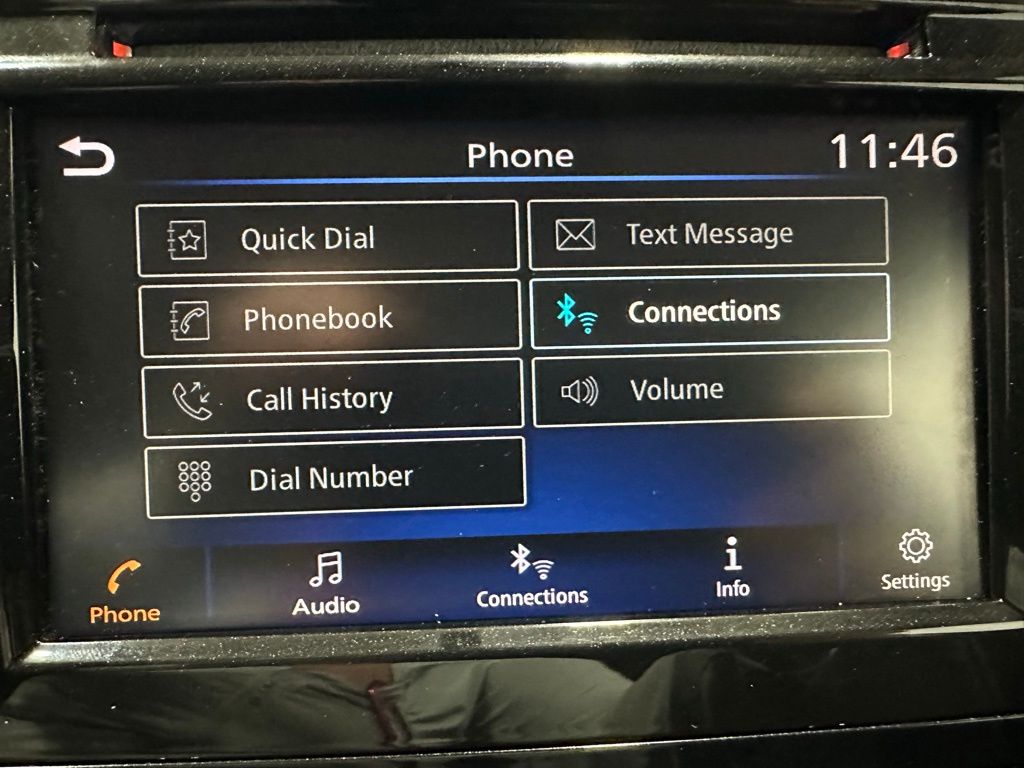 Phone
11:46
Quick Dial
Text Message
Phonebook
Connections
Call History
Volume
Dial Number
Phone
Audio
Connections
Info
Settings